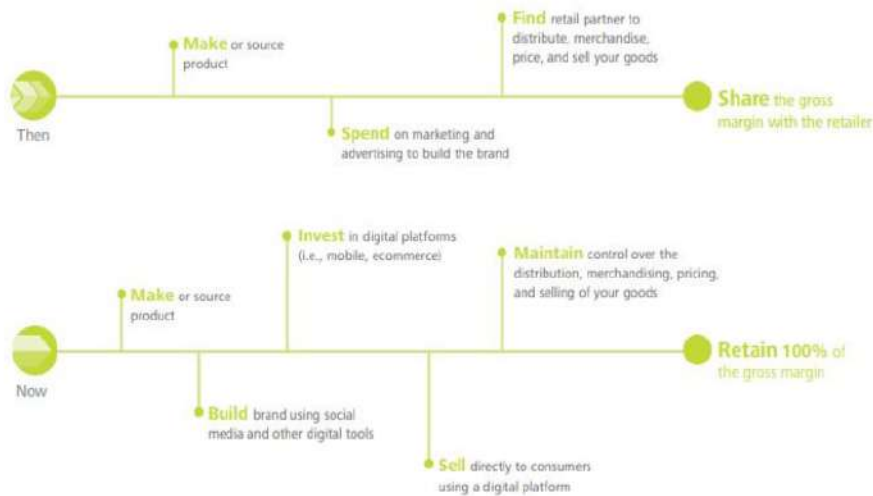 Find retail partner to
distribute, merchandise,
price, and sell your goods
Make or source
product
Then
Share the gross
margin with the retailer
Spend on marketing and
advertising to build the brand
Invest in digital platforms
(i.e., mobile, ecommerce)
Maintain control over the
distribution, merchandising, pricing,
and selling of your goods
Make or source
product
Now
Retain 100% of
the gross margin
Build brand using social
media and other digital tools
Sell directly to consumers
using a digital platform